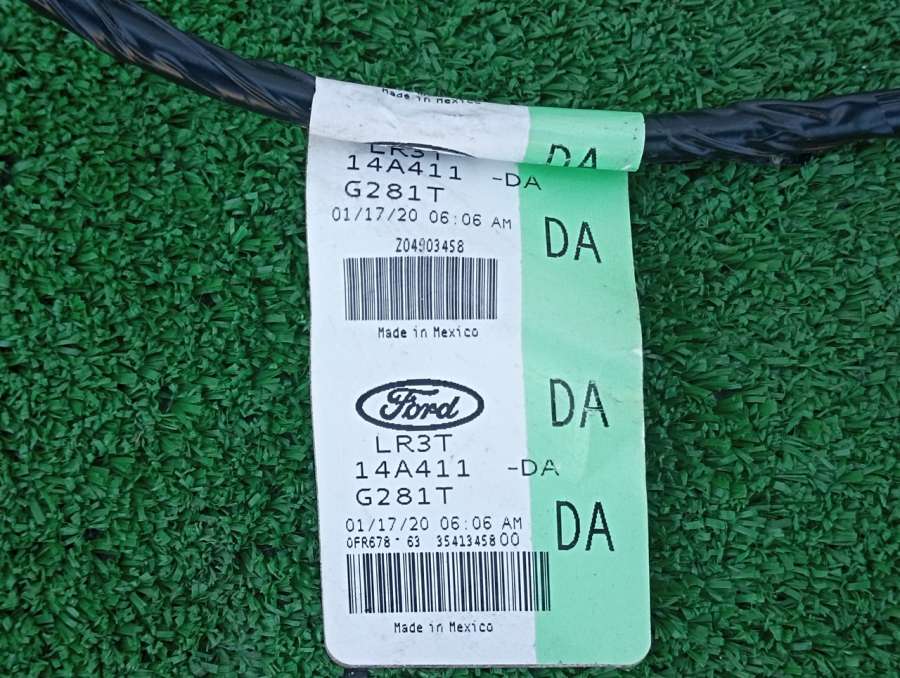 Made in Mexico
DA
LR3T
14A411 -DA
G281T
01/17/20 06:06 AM
DA
Z04903458
Made in Mexico
Ford
DA
LR3T
14A411 -DA
G281T
01/17/20 06:06 AM
DA
0FR678 - 63 3541345800
Made in Mexico